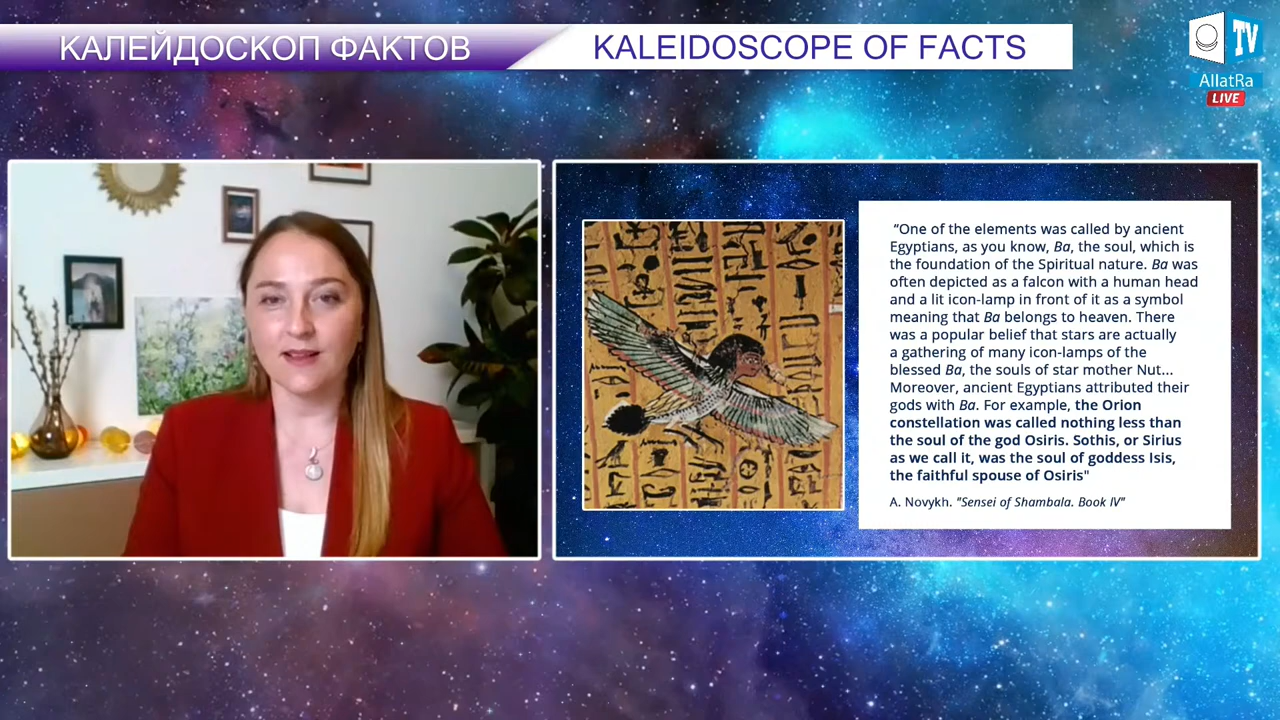 КАЛЕЙДОСКОП ФАКТОВ
KALEIDOSCOPE OF FACTS
TV
AllatRa
LIVE
"One of the elements was called by ancient
Egyptians, as you know, Ba, the soul, which is
the foundation of the Spiritual nature. Ba was
often depicted as a falcon with a human head
and a lit icon-lamp in front of it as a symbol
meaning that Ba belongs to heaven. There
was a popular belief that stars are actually
a gathering of many icon-lamps of the
blessed Ba, the souls of star mother Nut...
Moreover, ancient Egyptians attributed their
gods with Ba. For example, the Orion
constellation was called nothing less than
the soul of the god Osiris. Sothis, or Sirius
as we call it, was the soul of goddess Isis,
the faithful spouse of Osiris"
A. Novykh. "Sensei of Shambala. Book IV"